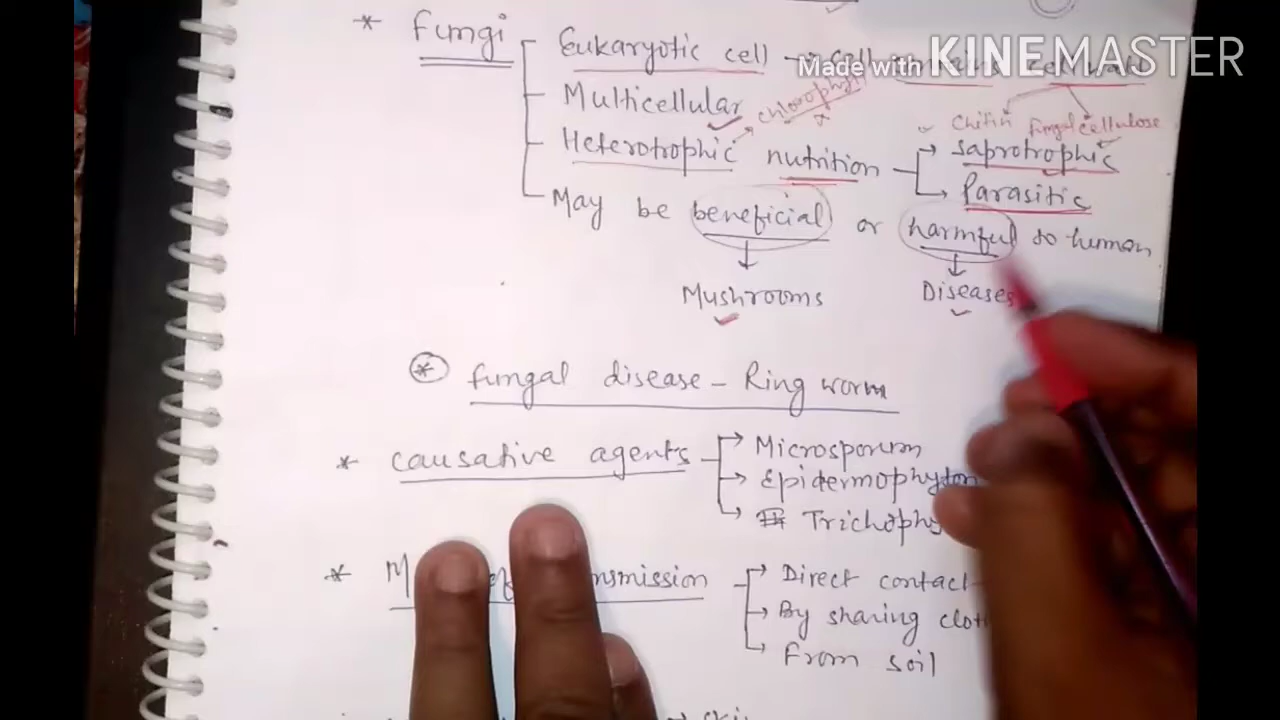 * Fungi
Eukaryotic cell → cell
Made with KINEMASTER
Multicellular
chlorophyll x
Chitin Fungal cellulose
Heterotrophic nutrition
→ saprotrophic
→ Parasitic
May be beneficial or harmful to human
Mushrooms
Diseases
* Fungal disease - Ring worm
* causative agents → Microsporum
→ Epidermophyton
→ Trichophy
* M of nsmission → Direct contact
→ By sharing clot
→ From soil